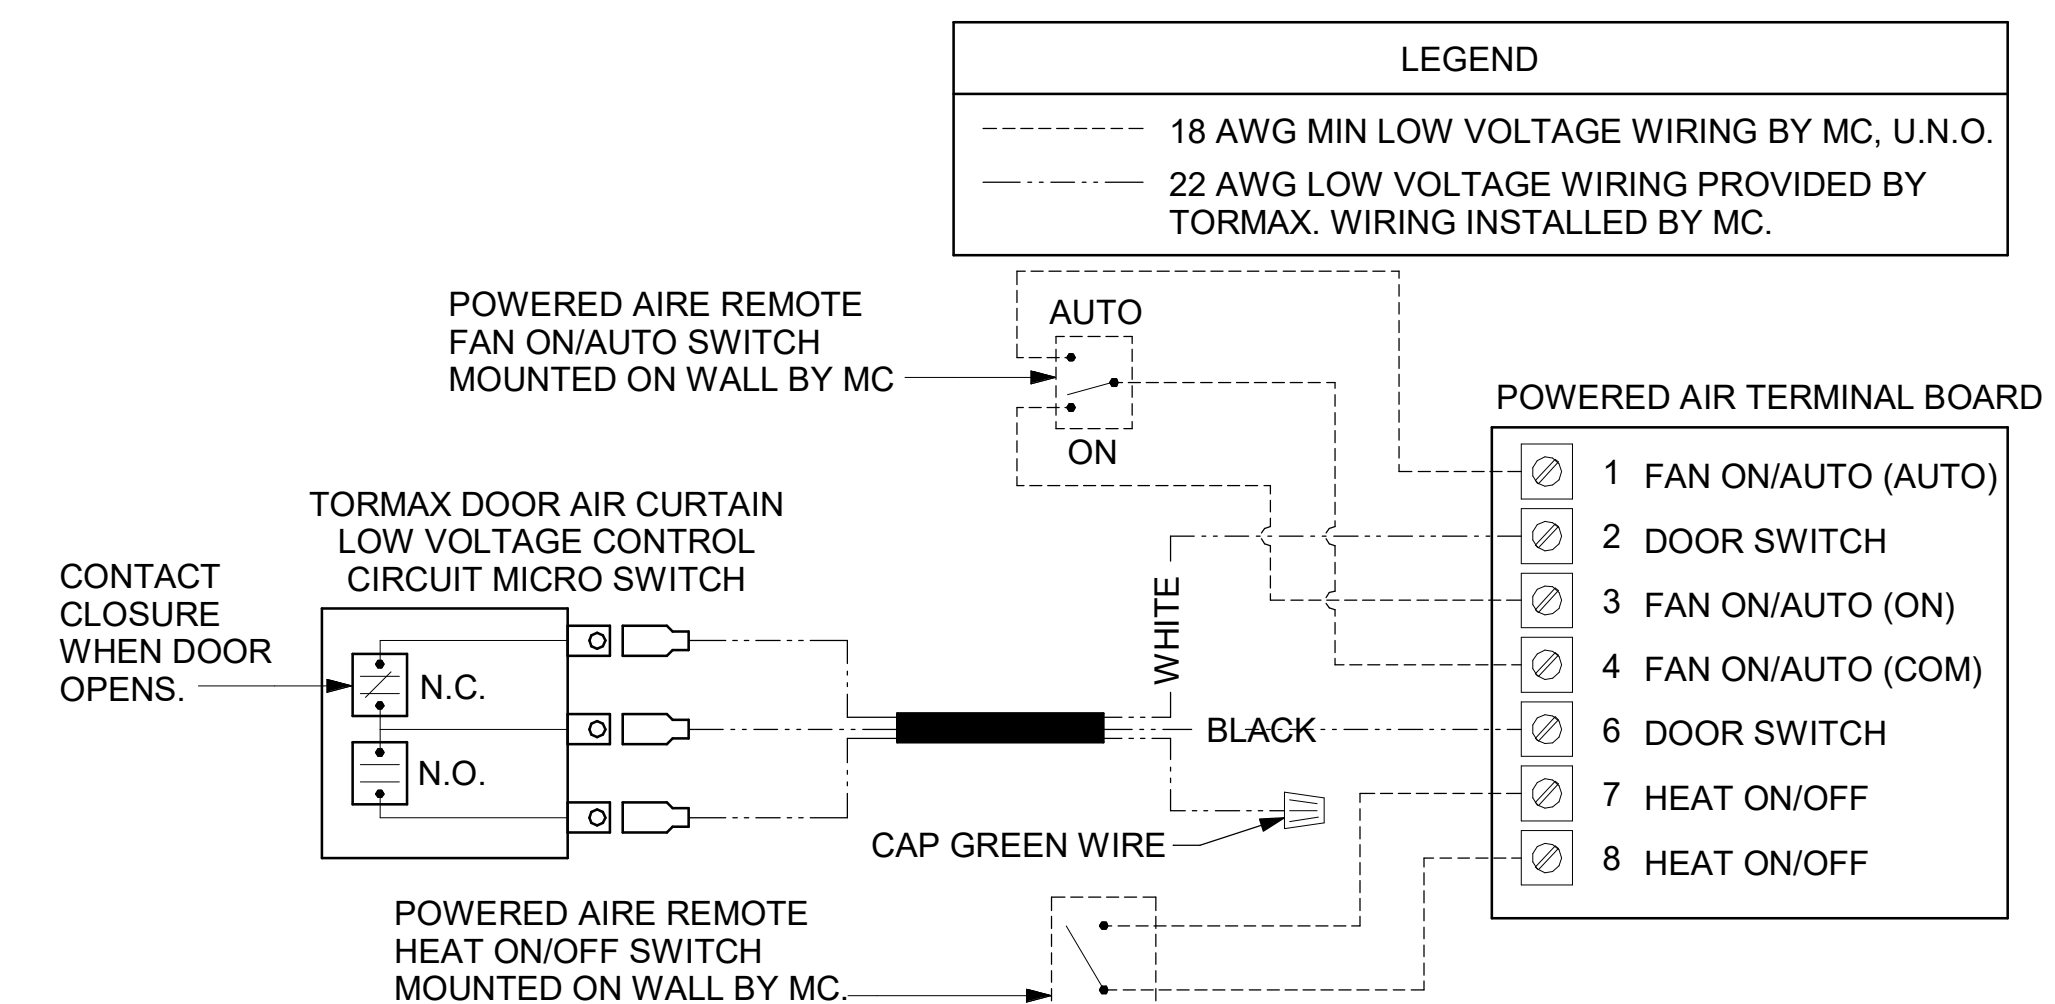 LEGEND
18 AWG MIN LOW VOLTAGE WIRING BY MC, U.N.O.
22 AWG LOW VOLTAGE WIRING PROVIDED BY
TORMAX. WIRING INSTALLED BY MC.
POWERED AIRE REMOTE
FAN ON/AUTO SWITCH
MOUNTED ON WALL BY MC
AUTO
ON
POWERED AIR TERMINAL BOARD
1 FAN ON/AUTO (AUTO)
2 DOOR SWITCH
3 FAN ON/AUTO (ON)
4 FAN ON/AUTO (COM)
6 DOOR SWITCH
7 HEAT ON/OFF
8 HEAT ON/OFF
TORMAX DOOR AIR CURTAIN
LOW VOLTAGE CONTROL
CIRCUIT MICRO SWITCH
CONTACT
CLOSURE
WHEN DOOR
OPENS.
N.C.
N.O.
WHITE
BLACK
CAP GREEN WIRE
POWERED AIRE REMOTE
HEAT ON/OFF SWITCH
MOUNTED ON WALL BY MC.